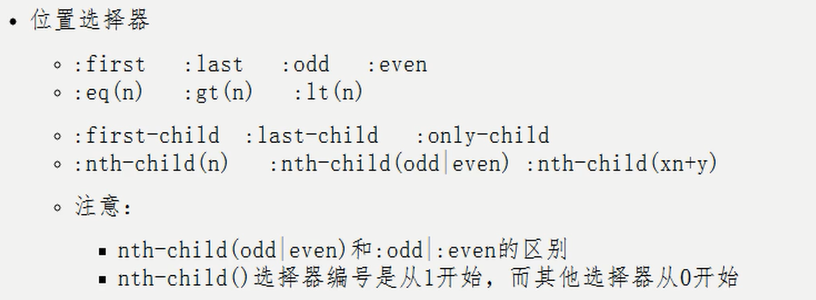 位置选择器
:first :last :odd :even
:eq(n) :gt(n) :lt(n)
:first-child :last-child :only-child
:nth-child(n) :nth-child(odd|even) :nth-child(xn+y)
注意：
nth-child(odd|even)和:odd|:even的区别
nth-child()选择器编号是从1开始，而其他选择器从0开始